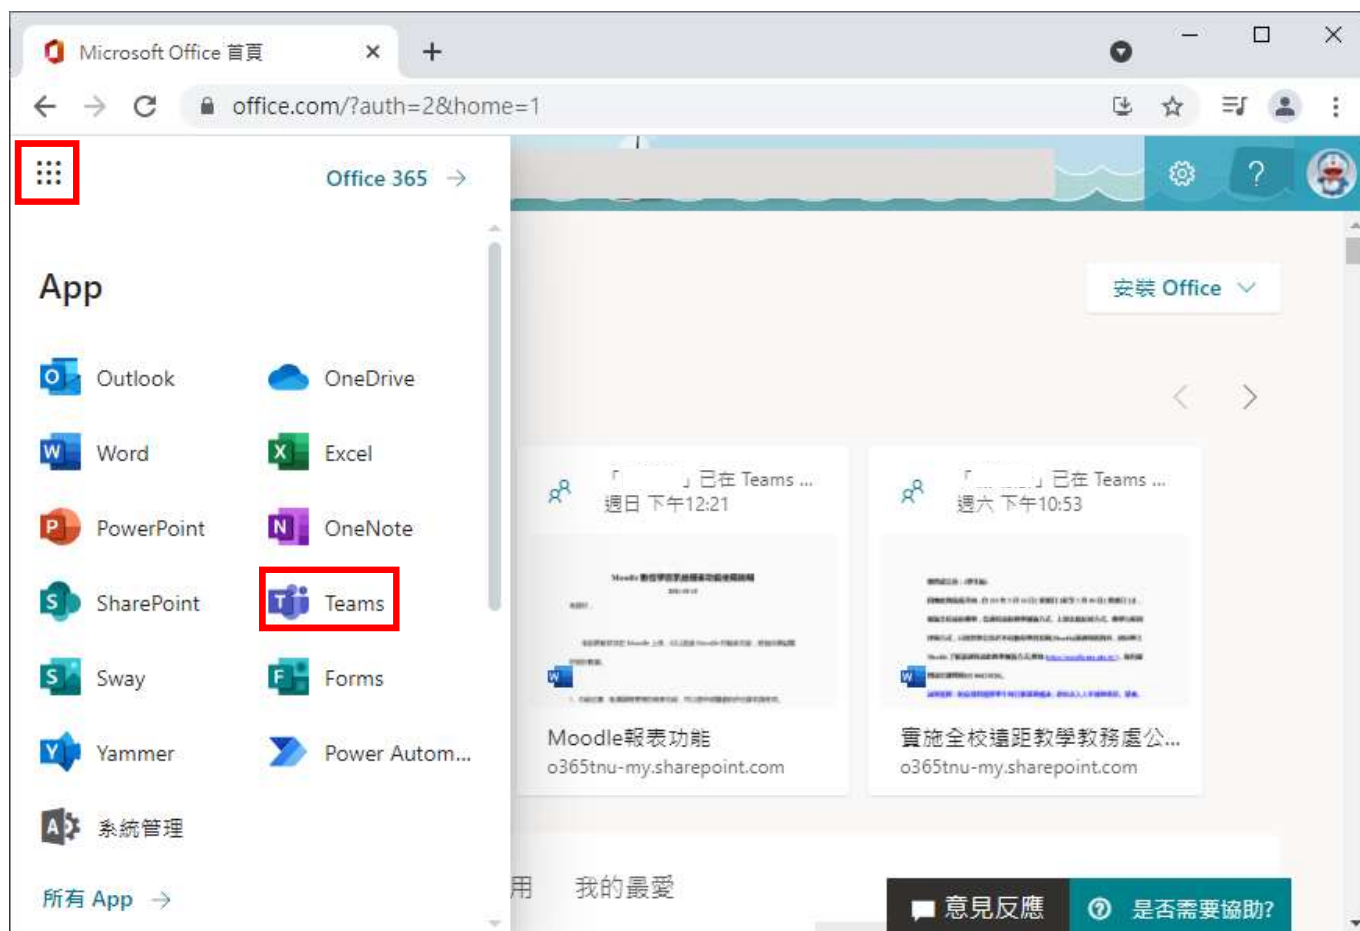 Microsoft Office 首頁
office.com/?auth=2&home=1
Office 365 →
App
安裝 Office
Outlook
OneDrive
Word
Excel
PowerPoint
OneNote
SharePoint
Teams
Sway
Forms
Yammer
Power Autom...
系統管理
所有 App →
「 」已在 Teams ...
週日 下午12:21
Moodle報表功能
o365tnu-my.sharepoint.com
「 」已在 Teams ...
週六 下午10:53
實施全校遠距教學教務處公...
o365tnu-my.sharepoint.com
用
我的最愛
意見反應
是否需要協助?